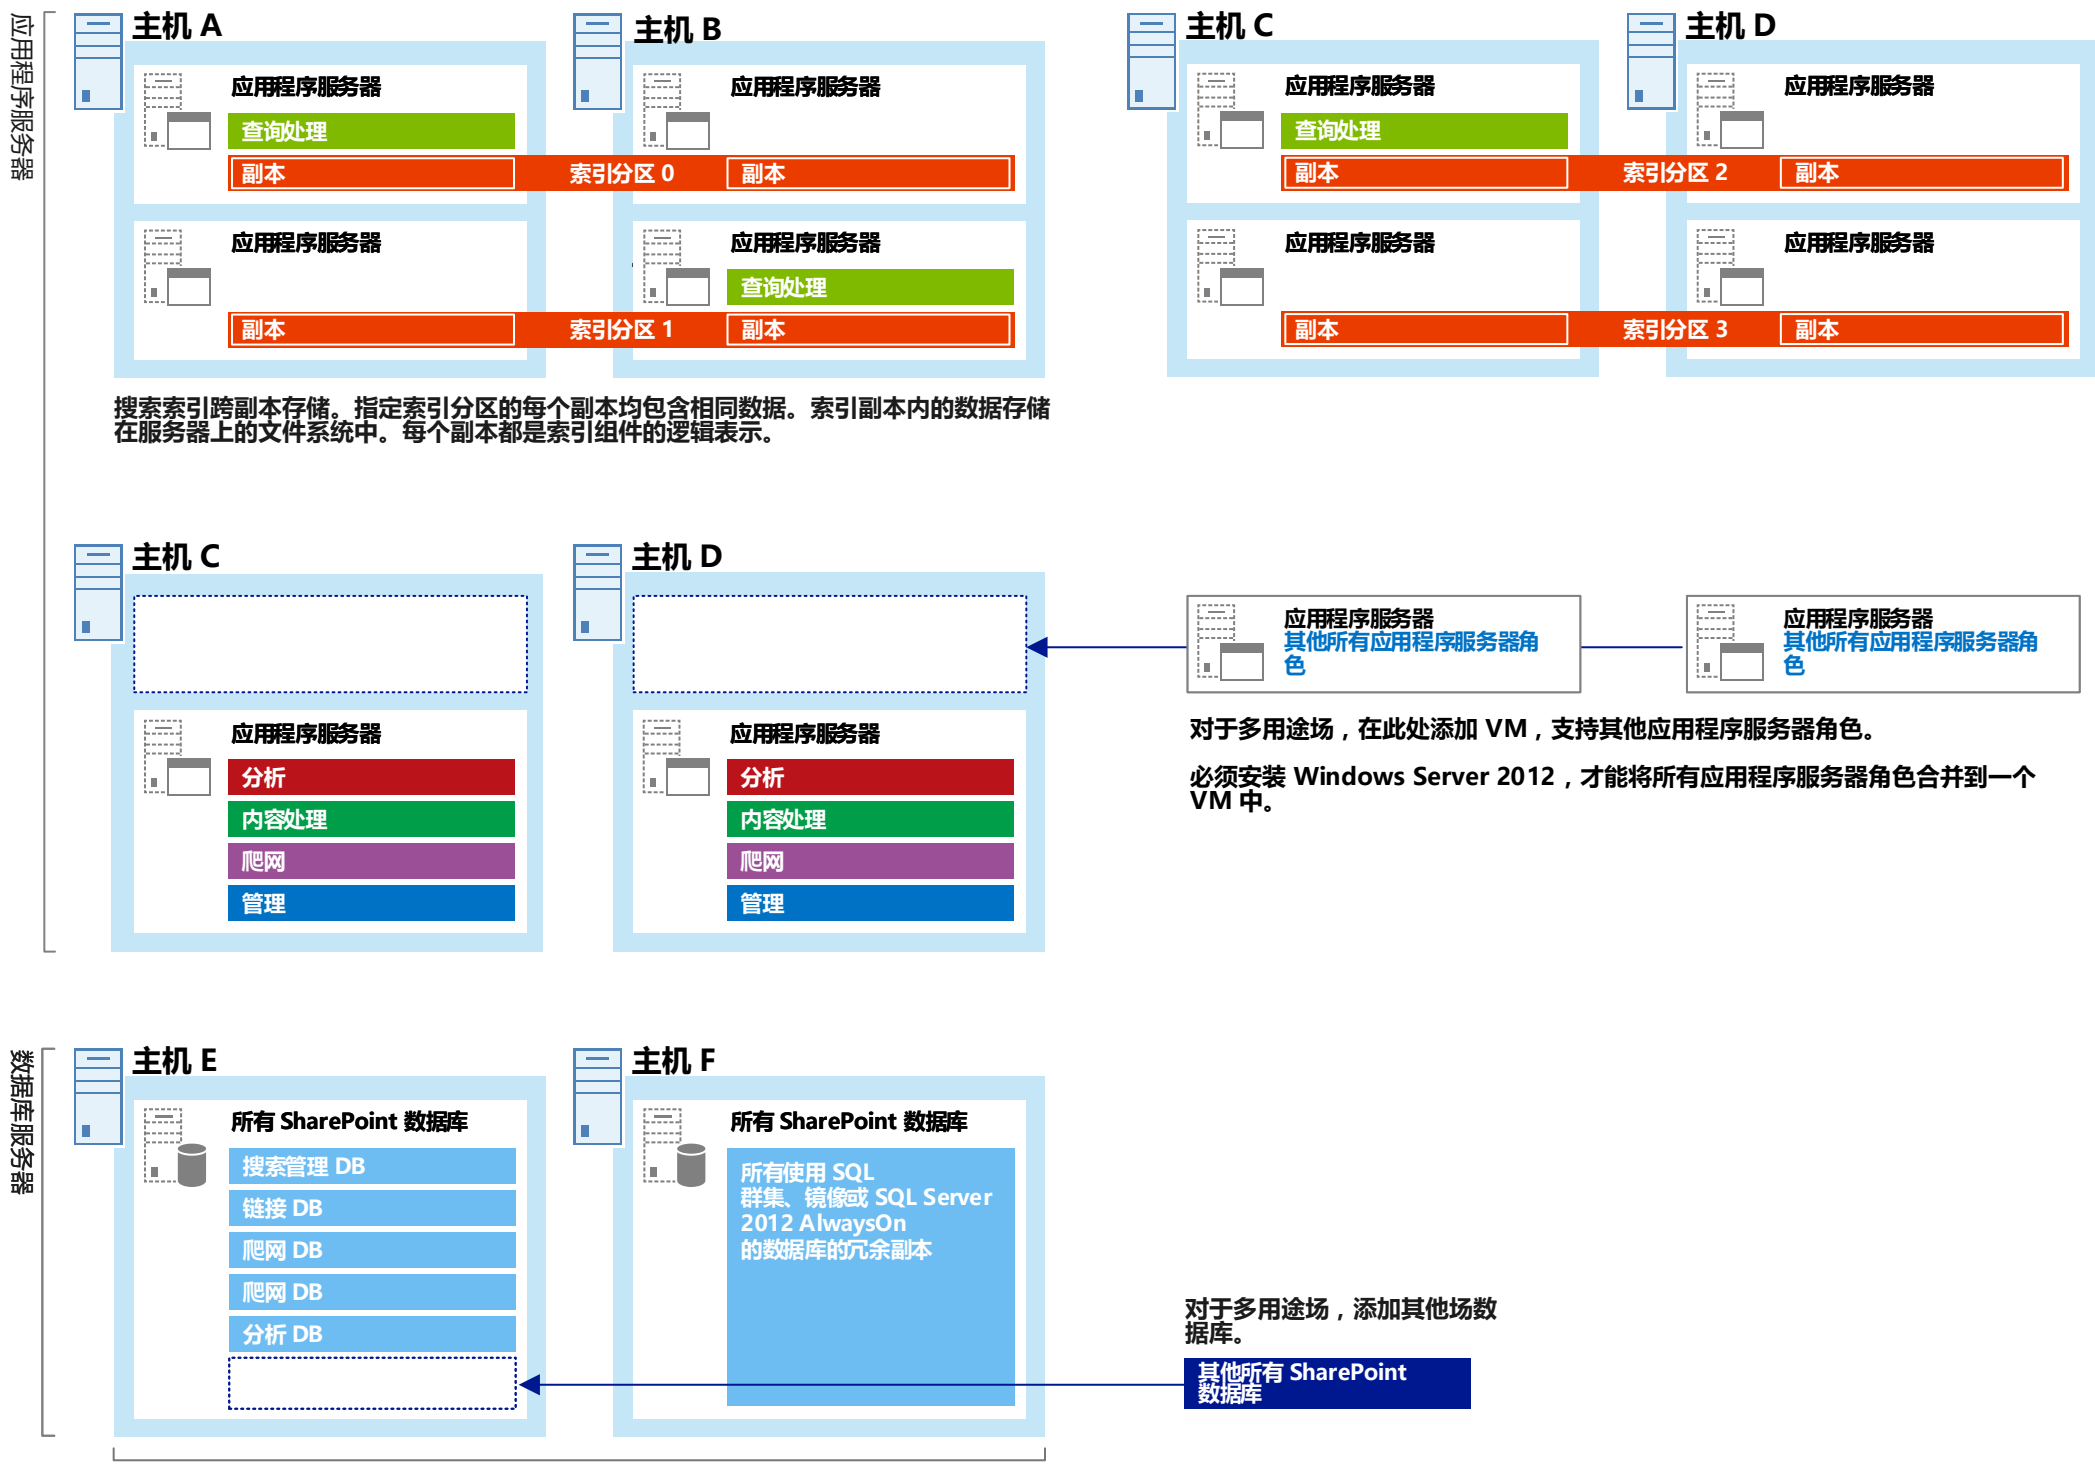 应用程序服务器
主机 A
应用程序服务器
查询处理
副本
索引分区 0
主机 B
应用程序服务器
副本
应用程序服务器
副本
索引分区 1
应用程序服务器
查询处理
副本
主机 C
应用程序服务器
查询处理
副本
索引分区 2
主机 D
应用程序服务器
副本
应用程序服务器
副本
索引分区 3
应用程序服务器
副本
搜索索引跨副本存储。指定索引分区的每个副本均包含相同数据。索引副本内的数据存储
在服务器上的文件系统中。每个副本都是索引组件的逻辑表示。
主机 C
应用程序服务器
分析
内容处理
爬网
管理
主机 D
应用程序服务器
分析
内容处理
爬网
管理
应用程序服务器
其他所有应用程序服务器角
色
应用程序服务器
其他所有应用程序服务器角
色
对于多用途场，在此处添加 VM，支持其他应用程序服务器角色。
必须安装 Windows Server 2012，才能将所有应用程序服务器角色合并到一个
VM 中。
数据库服务器
主机 E
所有 SharePoint 数据库
搜索管理 DB
链接 DB
爬网 DB
爬网 DB
分析 DB
主机 F
所有 SharePoint 数据库
所有使用 SQL
群集、镜像或 SQL Server
2012 AlwaysOn
的数据库的冗余副本
对于多用途场，添加其他场数
据库。
其他所有 SharePoint
数据库